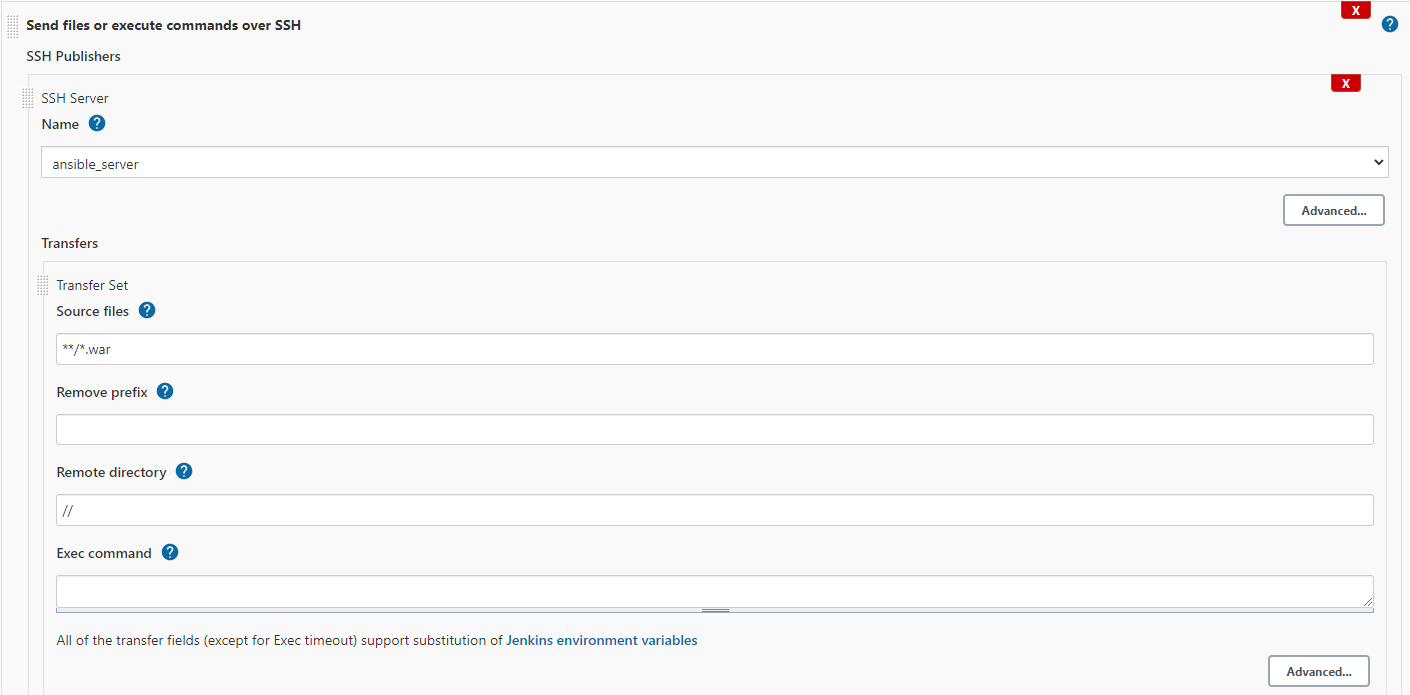 X
Send files or execute commands over SSH
?
SSH Publishers
X
SSH Server
Name ?
ansible_server
Advanced...
Transfers
Transfer Set
Source files ?
**/*.war
Remove prefix ?
Remote directory ?
//
Exec command ?
All of the transfer fields (except for Exec timeout) support substitution of Jenkins environment variables
Advanced...